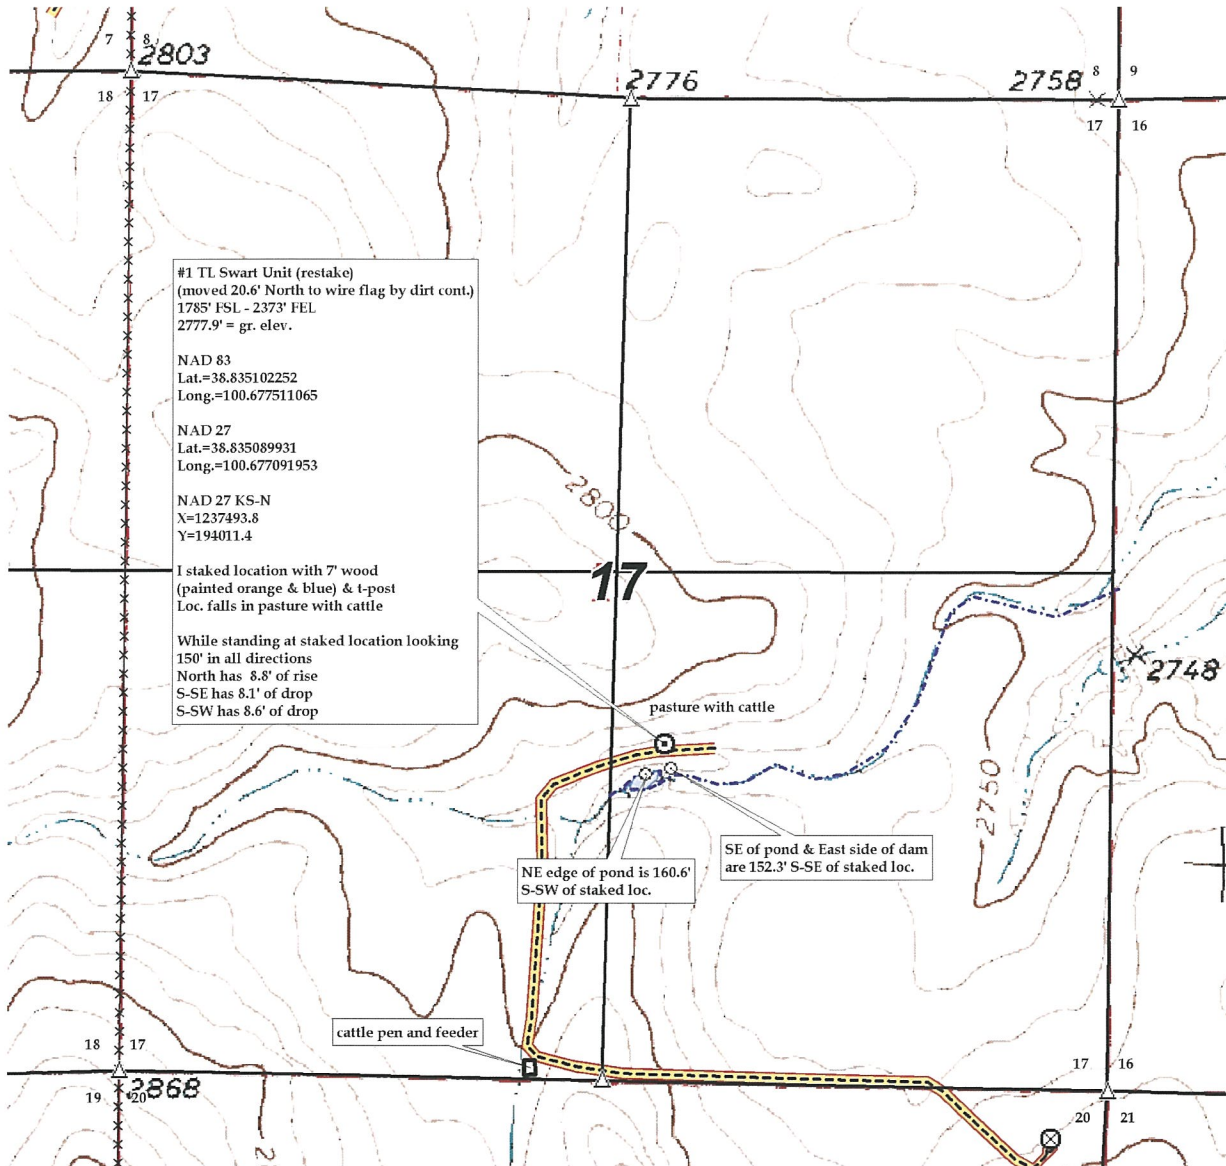 7 8
2803
18 17
2776
2758
8 9
17 16
#1 TL Swart Unit (restake)
(moved 20.6' North to wire flag by dirt cont.)
1785' FSL - 2373' FEL
2777.9' = gr. elev.
NAD 83
Lat.=38.835102252
Long.=100.677511065
NAD 27
Lat.=38.835089931
Long.=100.677091953
NAD 27 KS-N
X=1237493.8
Y=194011.4
I staked location with 7' wood
(painted orange & blue) & t-post
Loc. falls in pasture with cattle
While standing at staked location looking
150' in all directions
North has 8.8' of rise
S-SE has 8.1' of drop
S-SW has 8.6' of drop
2800
17
2748
pasture with cattle
2750
SE of pond & East side of dam
are 152.3' S-SE of staked loc.
NE edge of pond is 160.6'
S-SW of staked loc.
cattle pen and feeder
18 17
17 16
2868
19 20
20 21